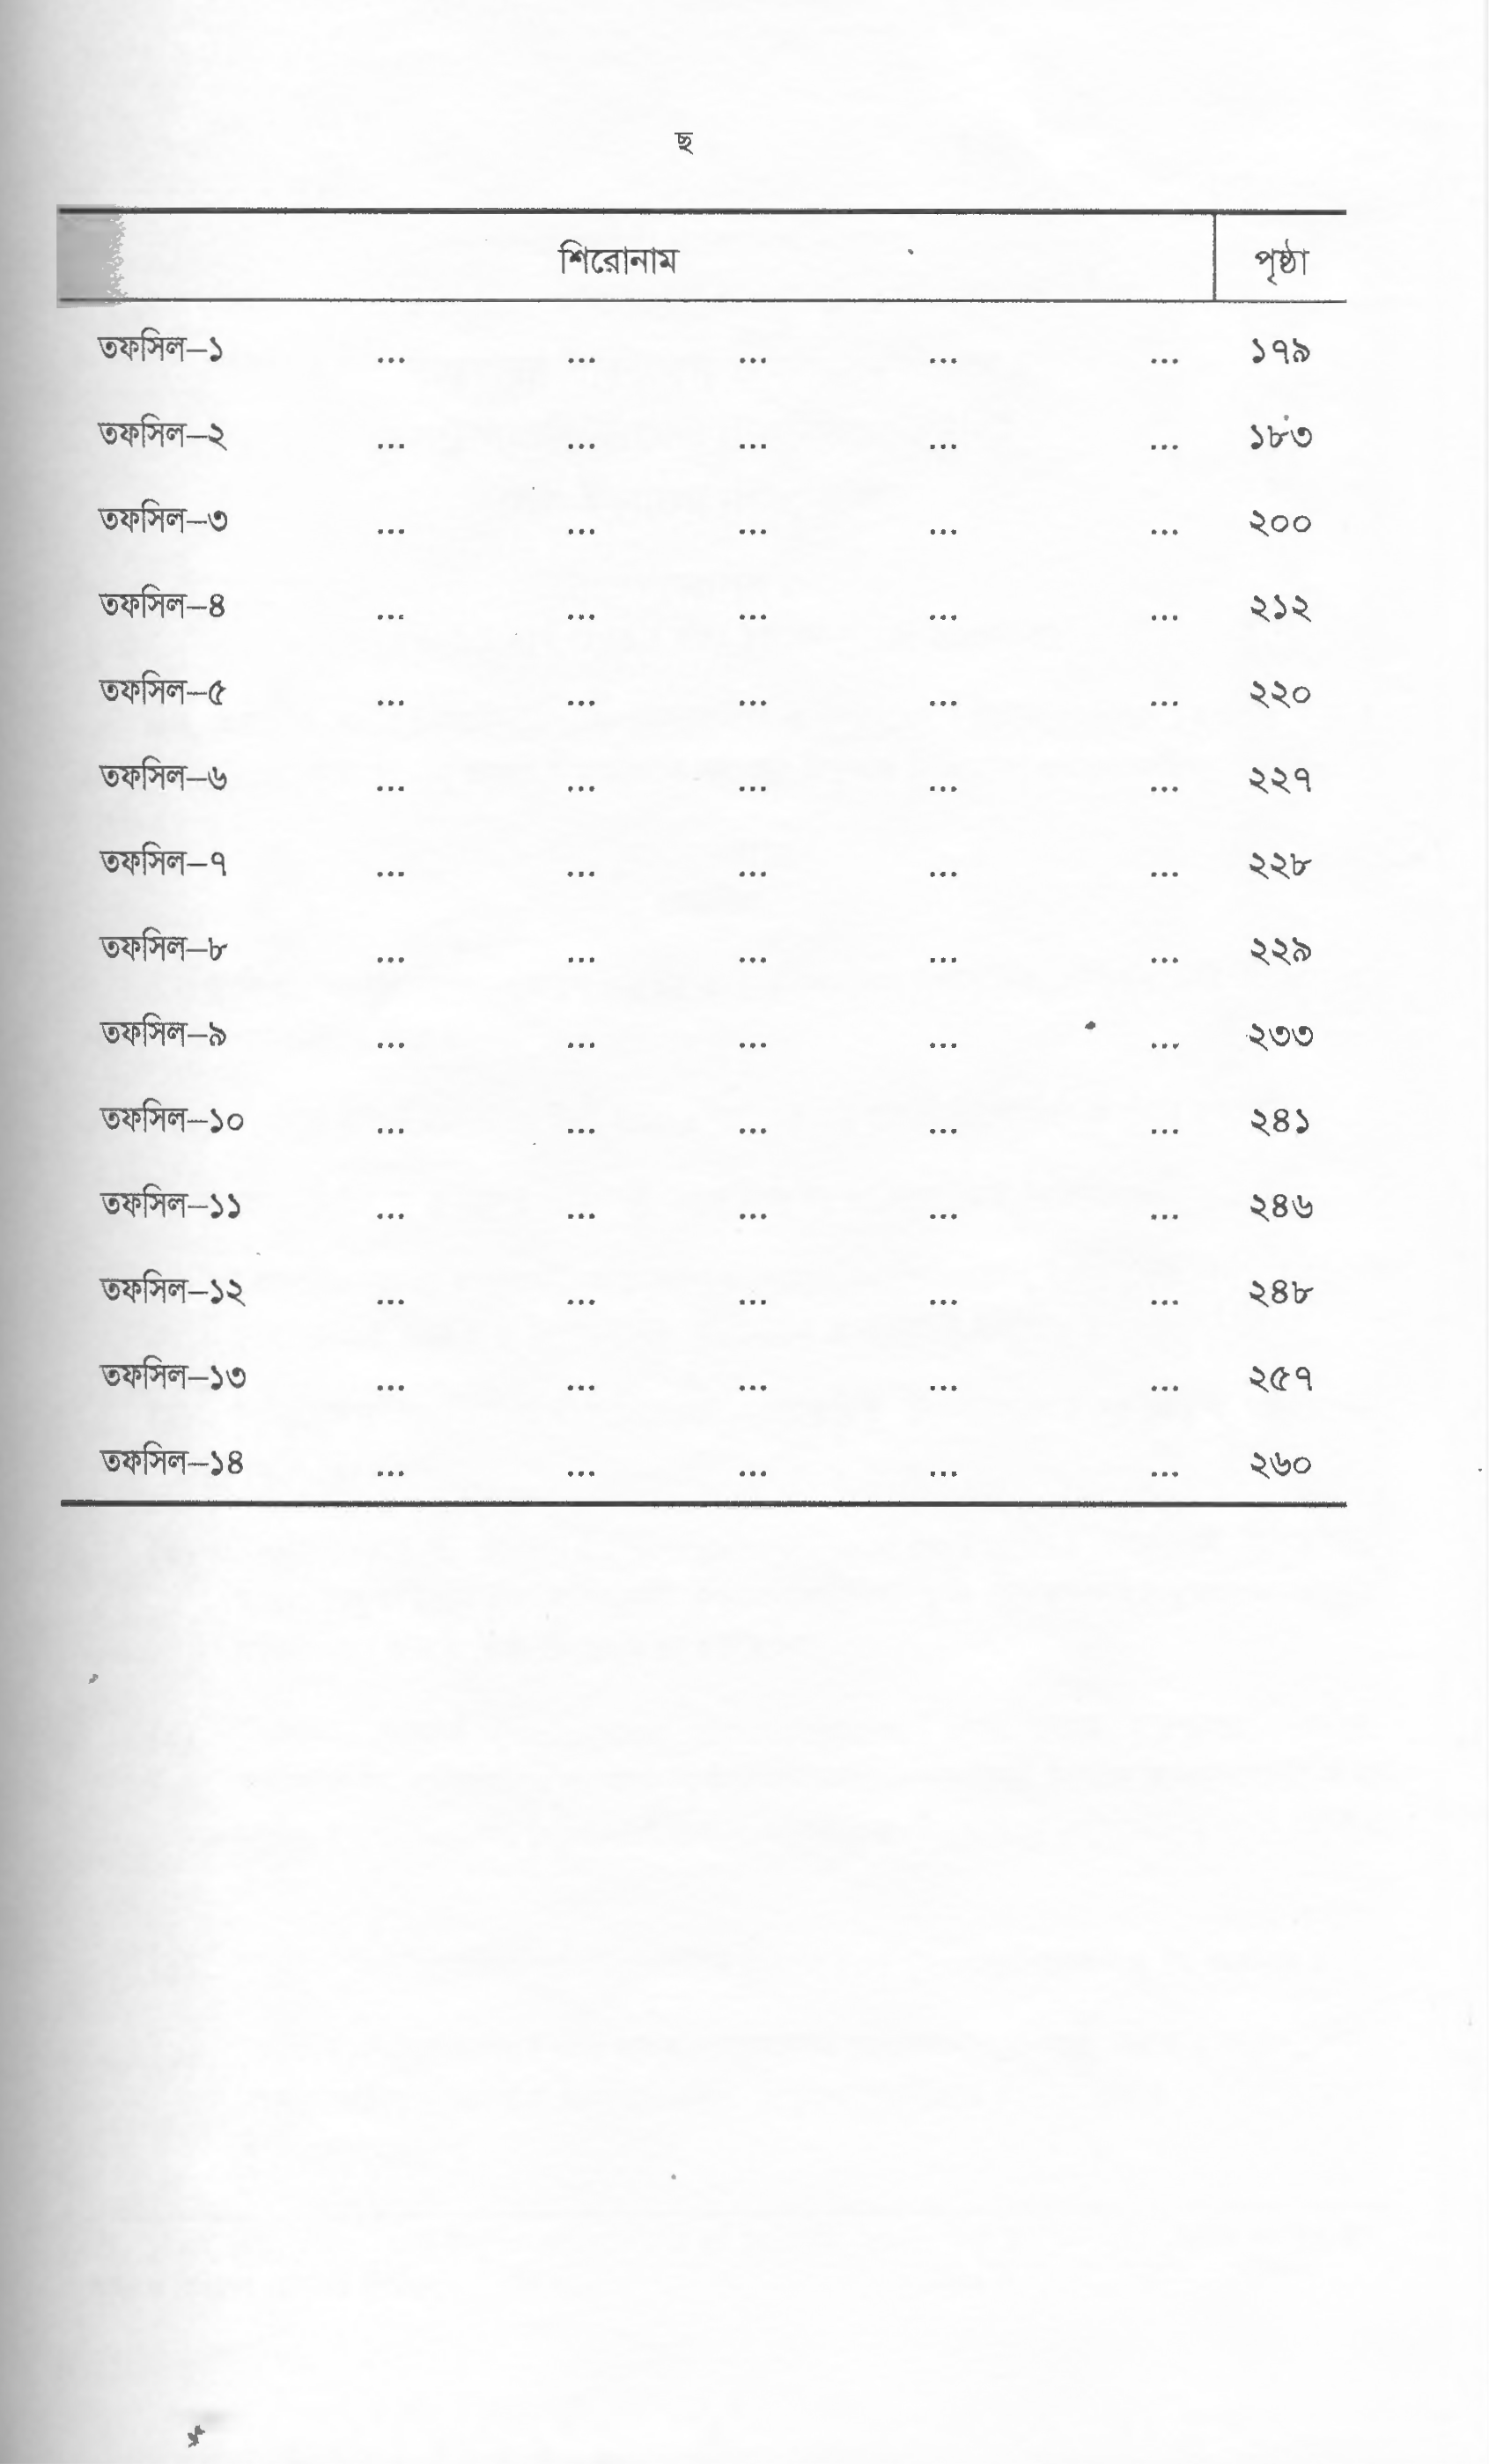 ছ
শিরোনাম পৃষ্ঠা
তফসিল–১ ... ... ... ... ... ১৭৯
তফসিল–২ ... ... ... ... ... ১৮৩
তফসিল–৩ ... ... ... ... ... ২০০
তফসিল–৪ ... ... ... ... ... ২১২
তফসিল–৫ ... ... ... ... ... ২২০
তফসিল–৬ ... ... ... ... ... ২২৭
তফসিল–৭ ... ... ... ... ... ২২৮
তফসিল–৮ ... ... ... ... ... ২২৯
তফসিল–৯ ... ... ... ... ... ২৩৩
তফসিল–১০ ... ... ... ... ... ২৪১
তফসিল–১১ ... ... ... ... ... ২৪৬
তফসিল–১২ ... ... ... ... ... ২৪৮
তফসিল–১৩ ... ... ... ... ... ২৫৭
তফসিল–১৪ ... ... ... ... ... ২৬০